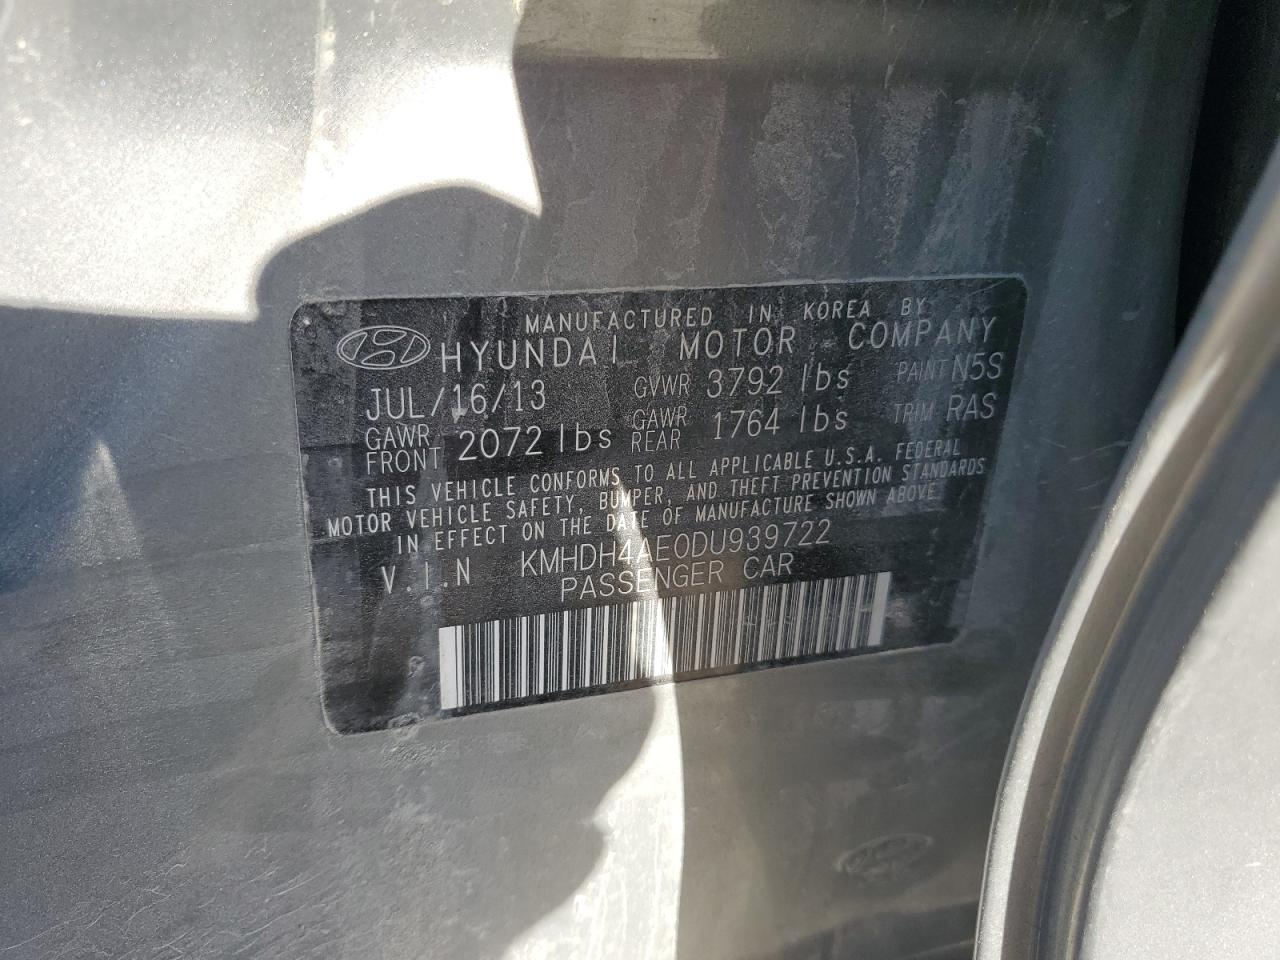 MANUFACTURED IN KOREA BY
HYUNDAI MOTOR COMPANY
JUL/16/13 GVWR 3792 lbs PAINT N5S
GAWR FRONT 2072 lbs GAWR REAR 1764 lbs TRIM RAS
THIS VEHICLE CONFORMS TO ALL APPLICABLE U.S.A. FEDERAL
MOTOR VEHICLE SAFETY, BUMPER, AND THEFT PREVENTION STANDARDS
IN EFFECT ON THE DATE OF MANUFACTURE SHOWN ABOVE.
V.I.N KMHDH4AE0DU939722
PASSENGER CAR